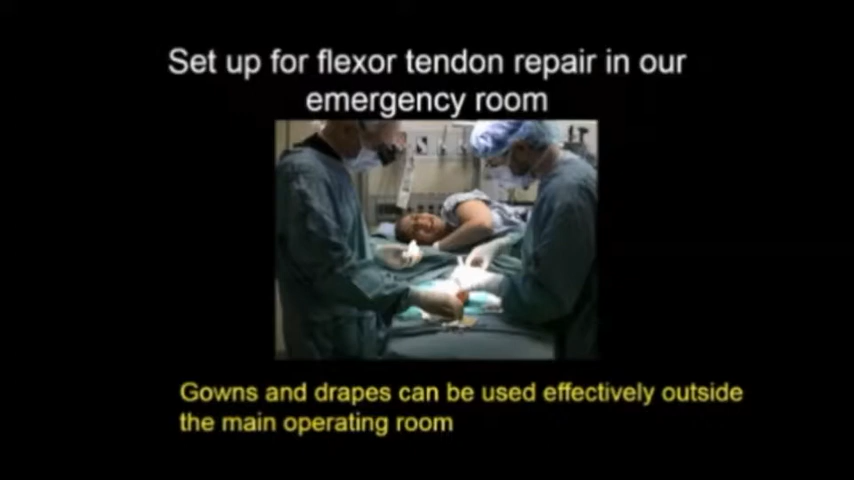 Set up for flexor tendon repair in our
emergency room
Gowns and drapes can be used effectively outside
the main operating room